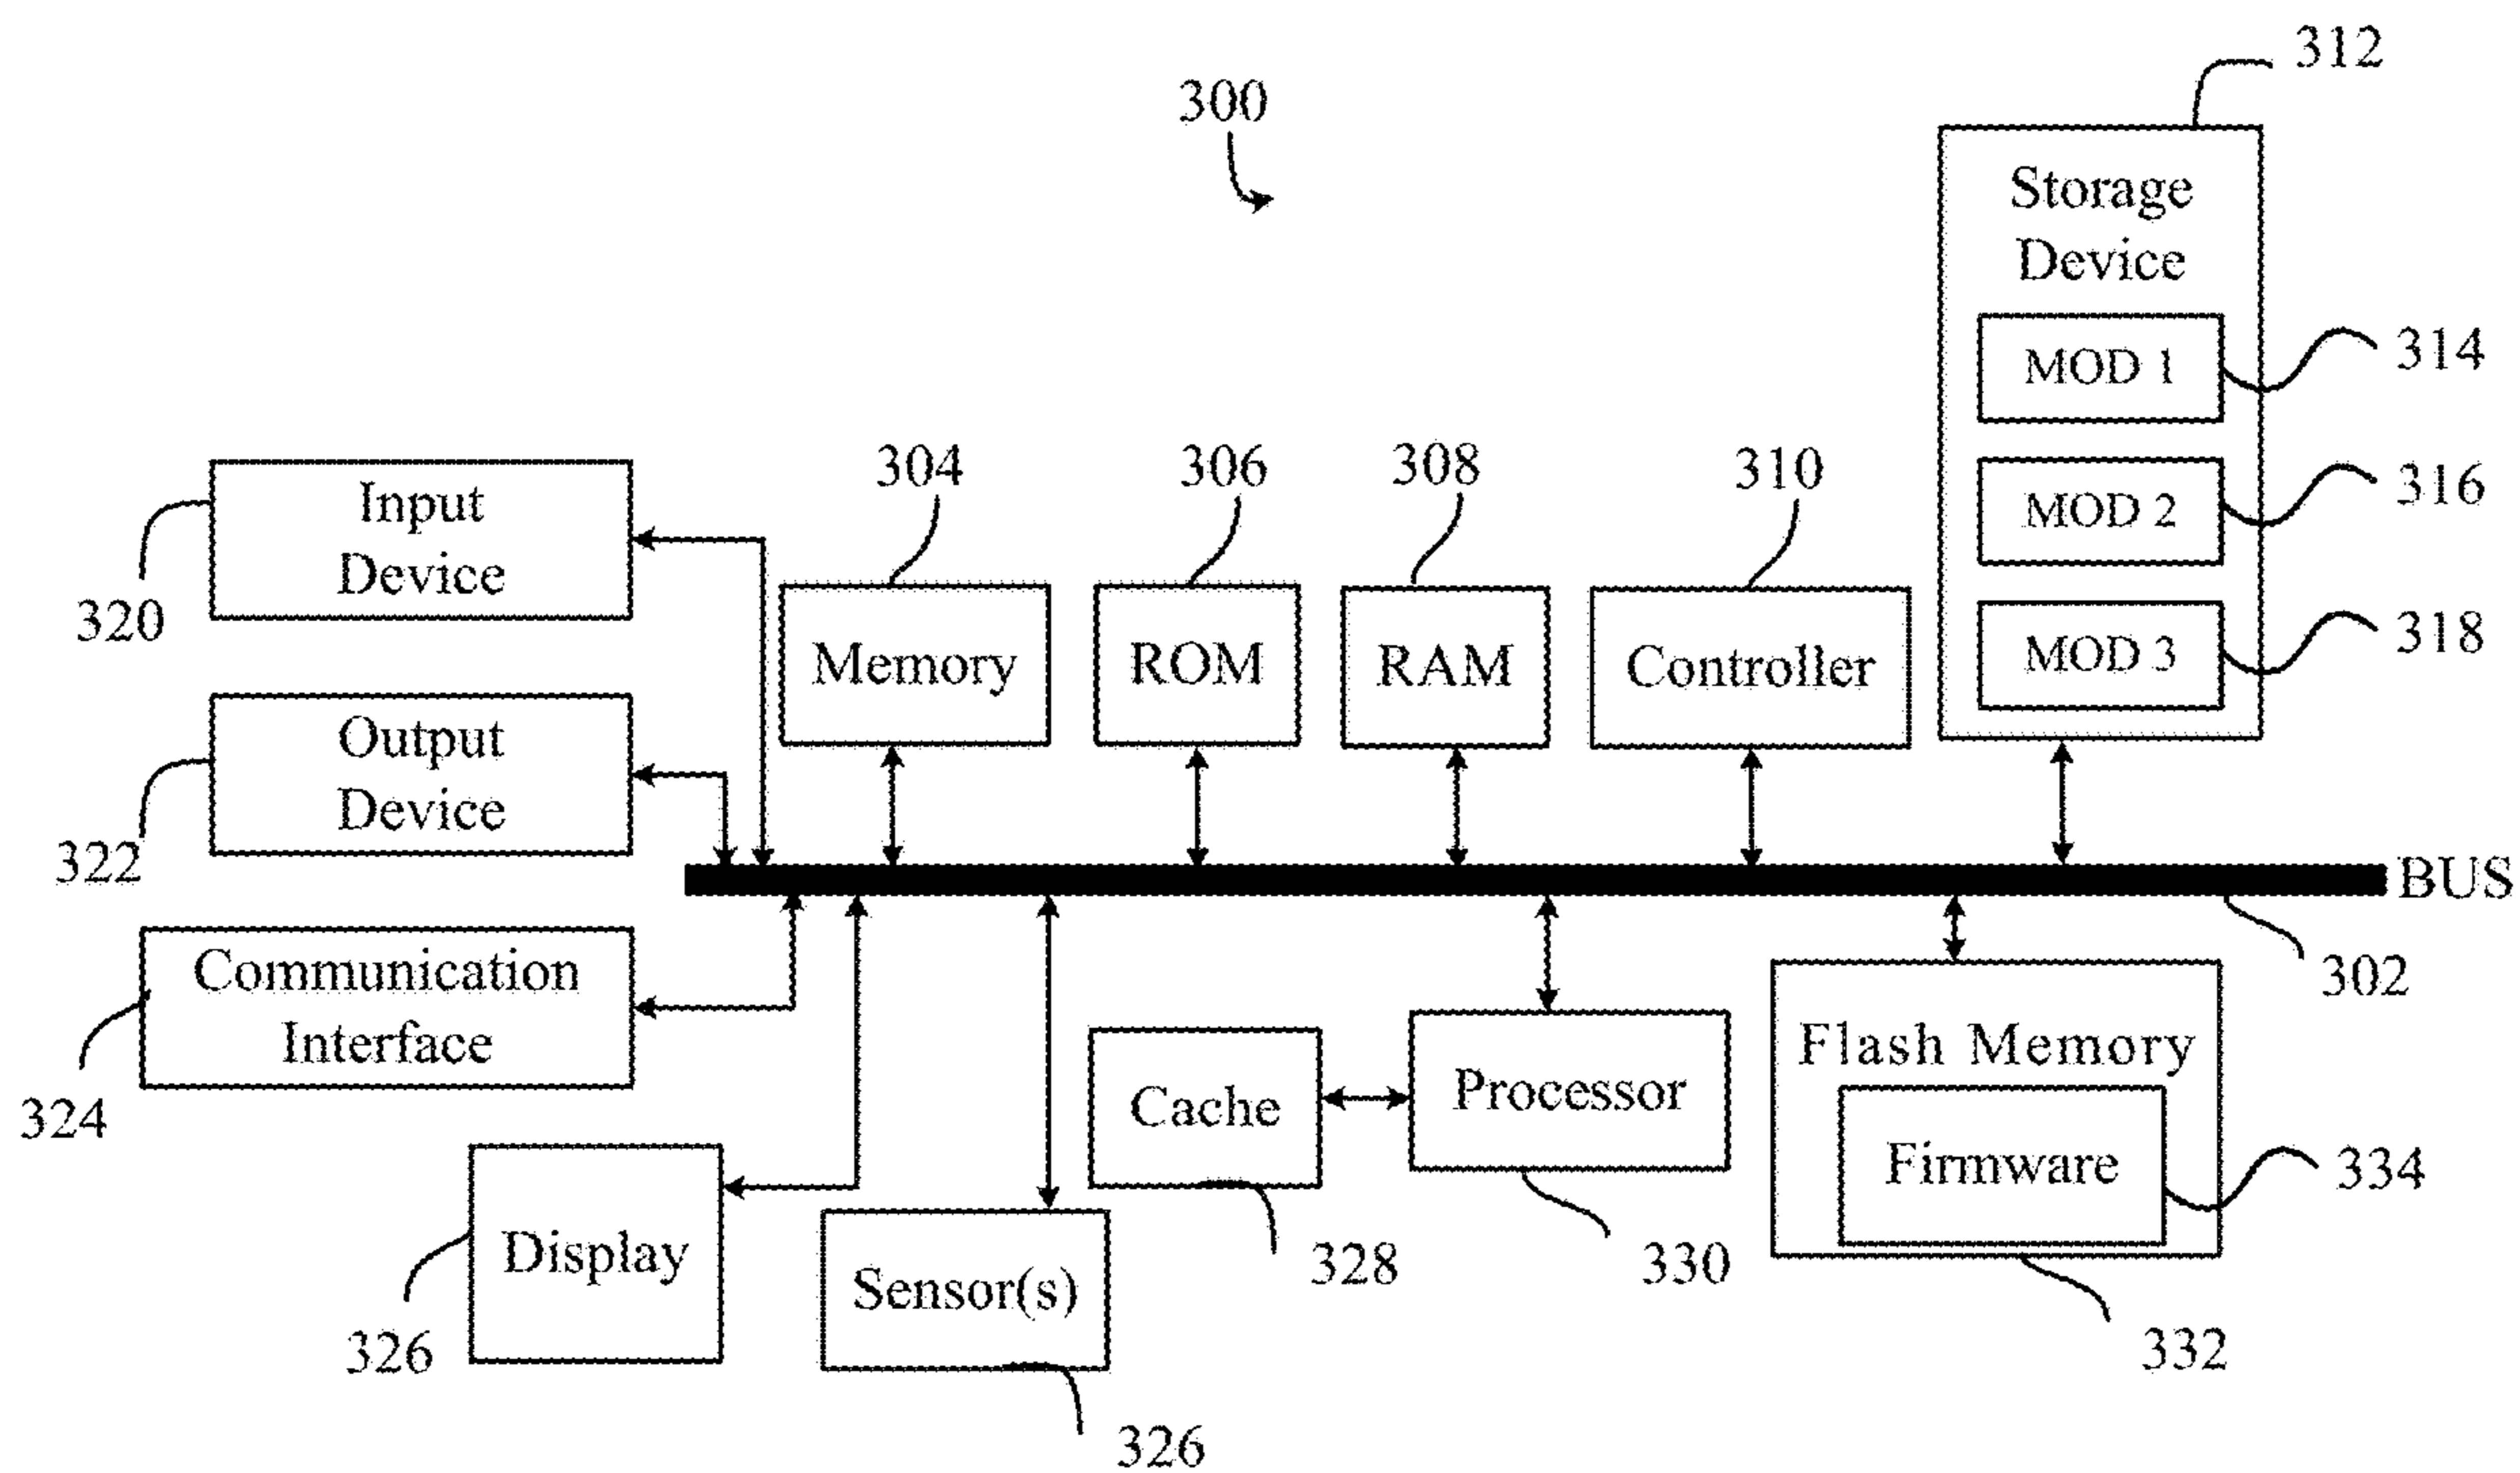 300
312
Storage
Device
MOD 1
314
MOD 2
316
MOD 3
318
304
306
308
310
Input
Device
320
Memory
ROM
RAM
Controller
Output
Device
322
BUS
302
Communication
Interface
324
Display
326
Sensor(s)
326
Cache
328
Processor
330
Flash Memory
Firmware
334
332